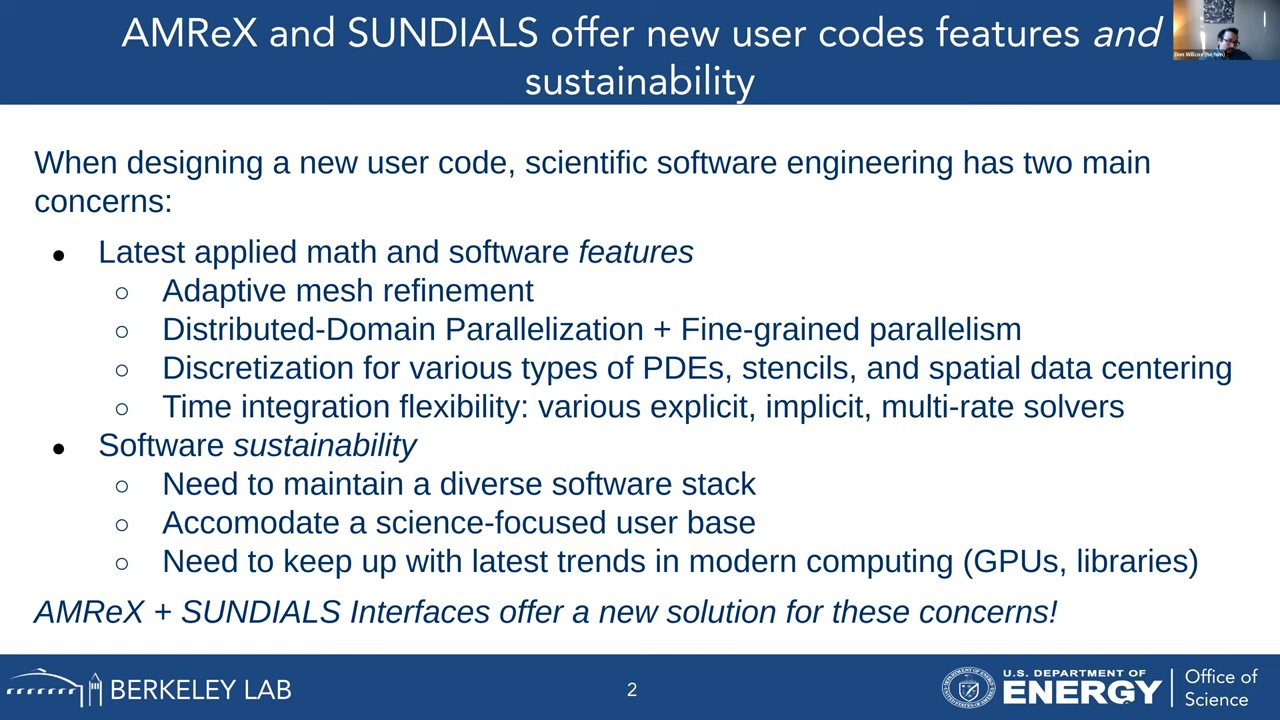 AMReX and SUNDIALS offer new user codes features and
sustainability
Don Willcox (he/him)
When designing a new user code, scientific software engineering has two main
concerns:
● Latest applied math and software features
○ Adaptive mesh refinement
○ Distributed-Domain Parallelization + Fine-grained parallelism
○ Discretization for various types of PDEs, stencils, and spatial data centering
○ Time integration flexibility: various explicit, implicit, multi-rate solvers
● Software sustainability
○ Need to maintain a diverse software stack
○ Accomodate a science-focused user base
○ Need to keep up with latest trends in modern computing (GPUs, libraries)
AMReX + SUNDIALS Interfaces offer a new solution for these concerns!
BERKELEY LAB
2
U.S. DEPARTMENT OF
ENERGY
Office of
Science